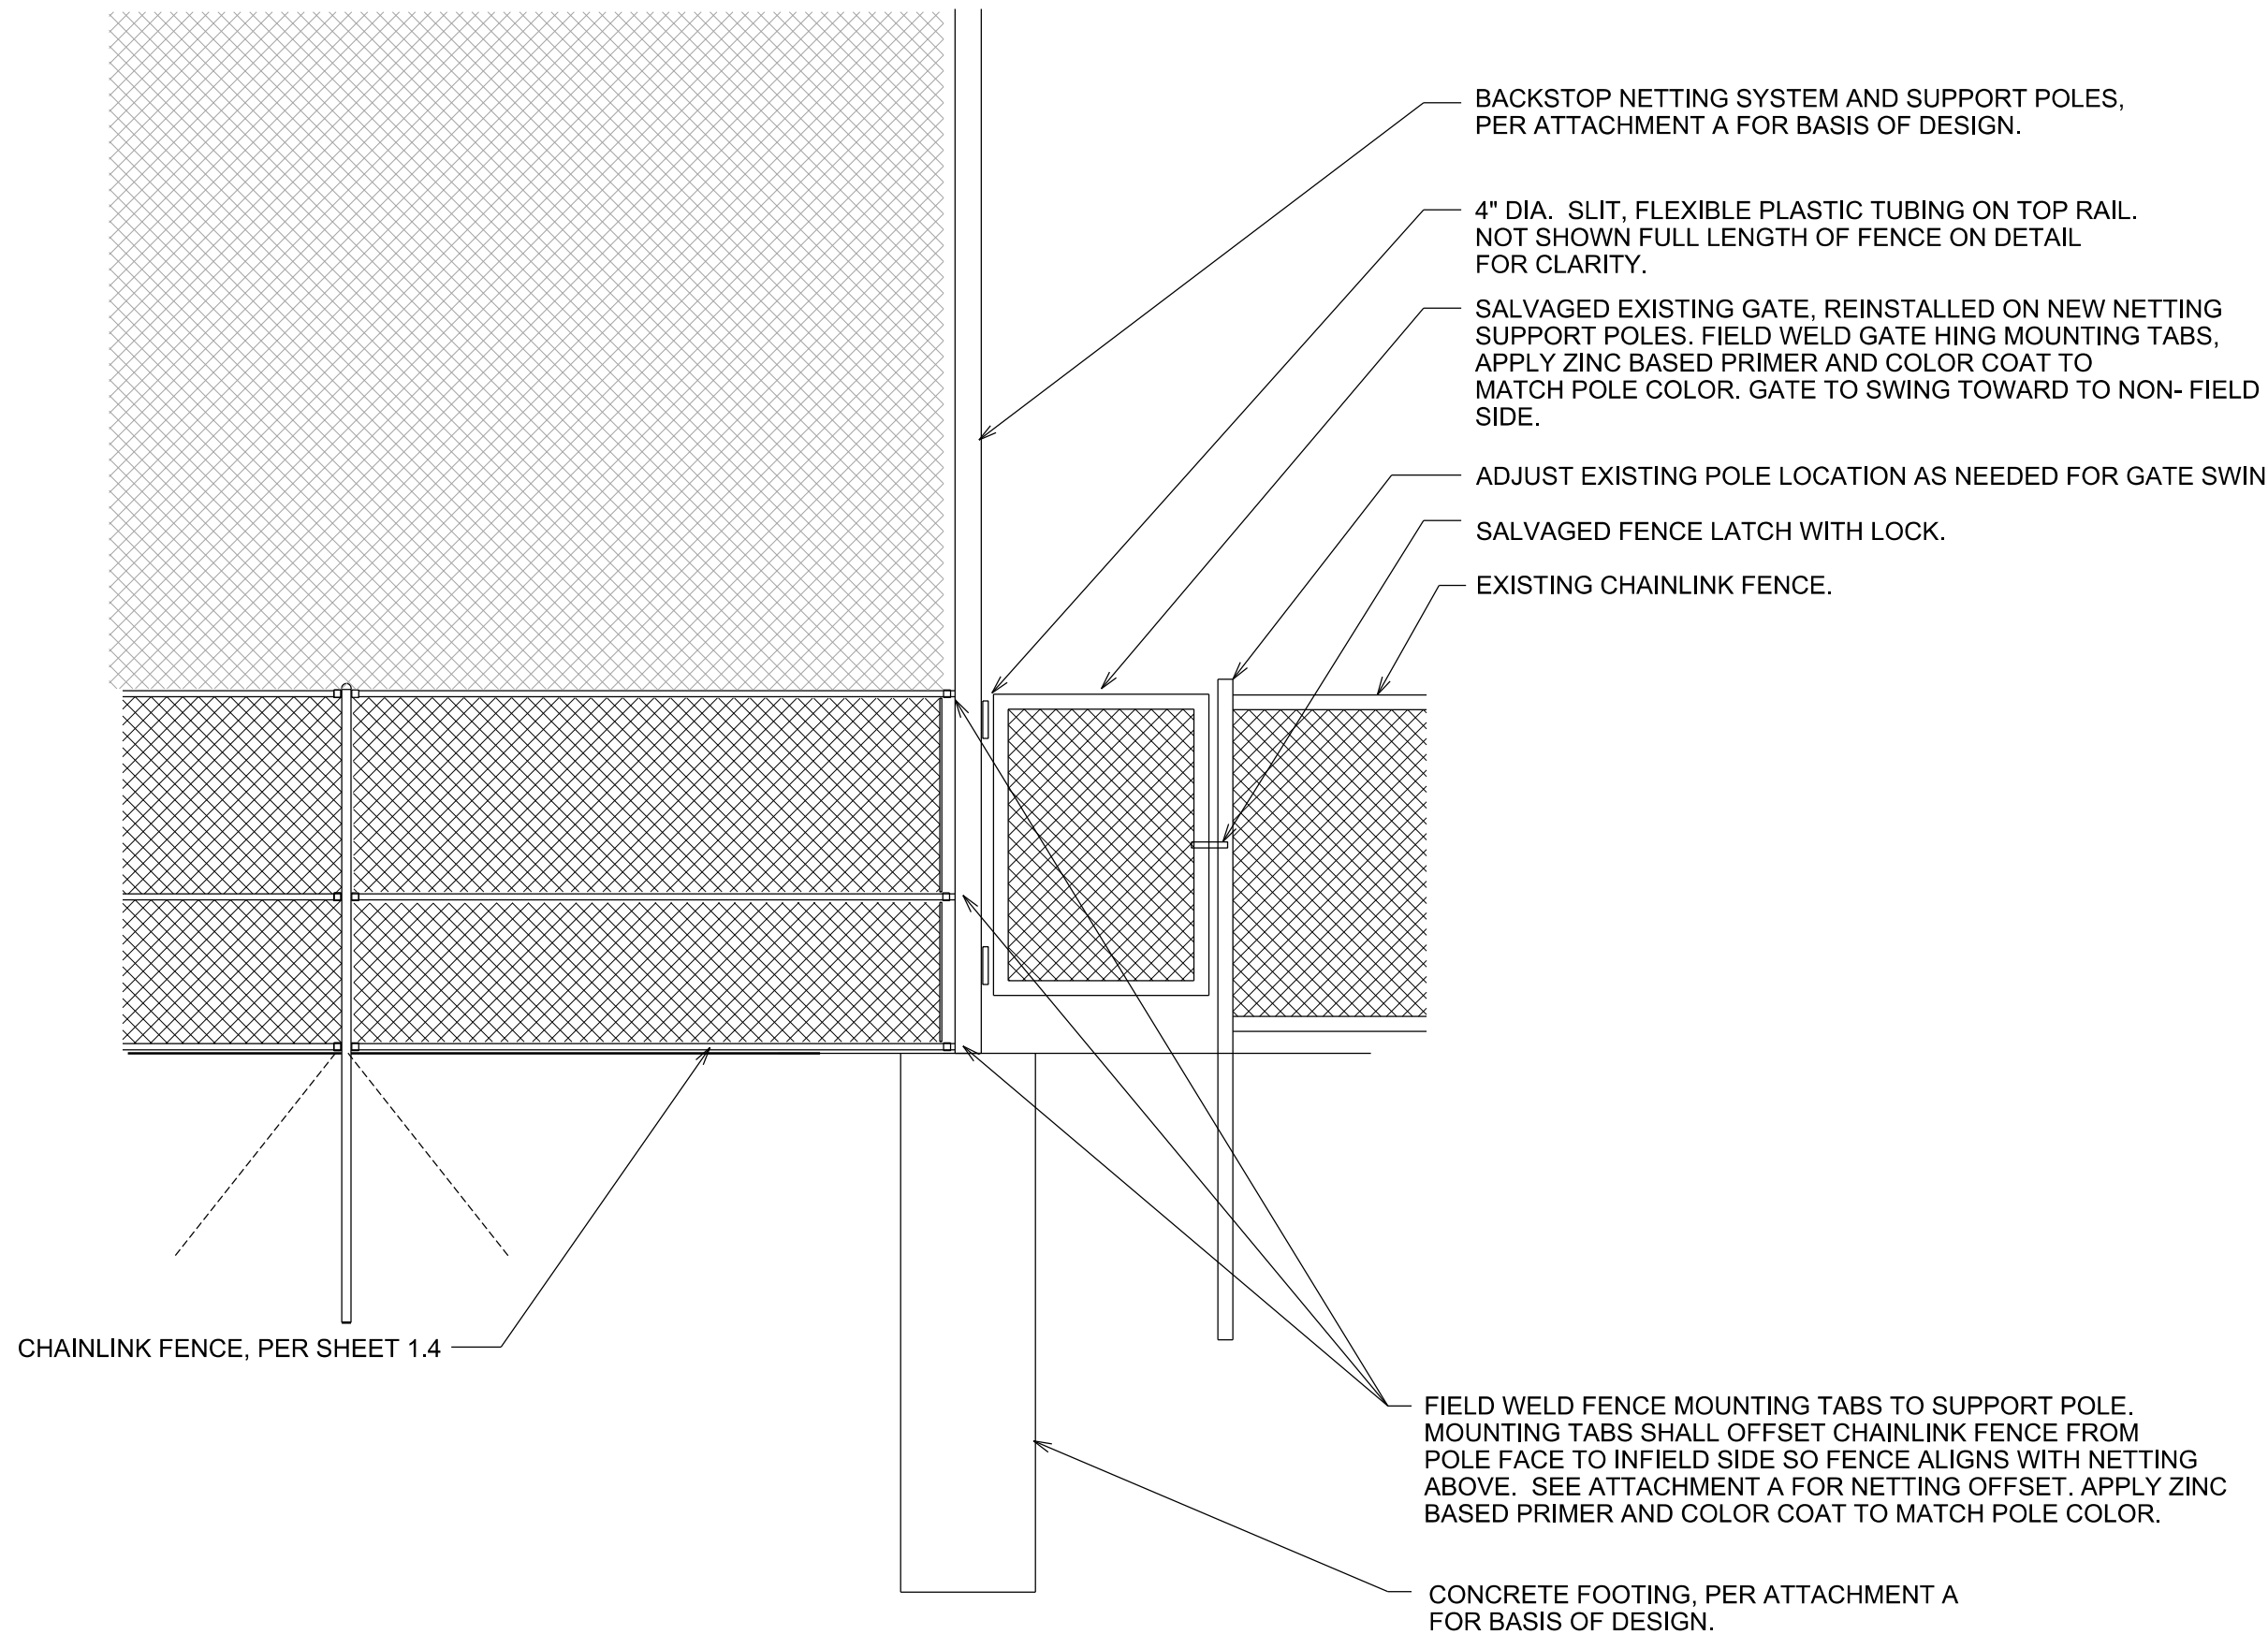 BACKSTOP NETTING SYSTEM AND SUPPORT POLES,
PER ATTACHMENT A FOR BASIS OF DESIGN.
4" DIA. SLIT, FLEXIBLE PLASTIC TUBING ON TOP RAIL.
NOT SHOWN FULL LENGTH OF FENCE ON DETAIL
FOR CLARITY.
SALVAGED EXISTING GATE, REINSTALLED ON NEW NETTING
SUPPORT POLES. FIELD WELD GATE HING MOUNTING TABS,
APPLY ZINC BASED PRIMER AND COLOR COAT TO
MATCH POLE COLOR. GATE TO SWING TOWARD TO NON- FIELD
SIDE.
ADJUST EXISTING POLE LOCATION AS NEEDED FOR GATE SWIN
SALVAGED FENCE LATCH WITH LOCK.
EXISTING CHAINLINK FENCE.
CHAINLINK FENCE, PER SHEET 1.4
FIELD WELD FENCE MOUNTING TABS TO SUPPORT POLE.
MOUNTING TABS SHALL OFFSET CHAINLINK FENCE FROM
POLE FACE TO INFIELD SIDE SO FENCE ALIGNS WITH NETTING
ABOVE. SEE ATTACHMENT A FOR NETTING OFFSET. APPLY ZINC
BASED PRIMER AND COLOR COAT TO MATCH POLE COLOR.
CONCRETE FOOTING, PER ATTACHMENT A
FOR BASIS OF DESIGN.